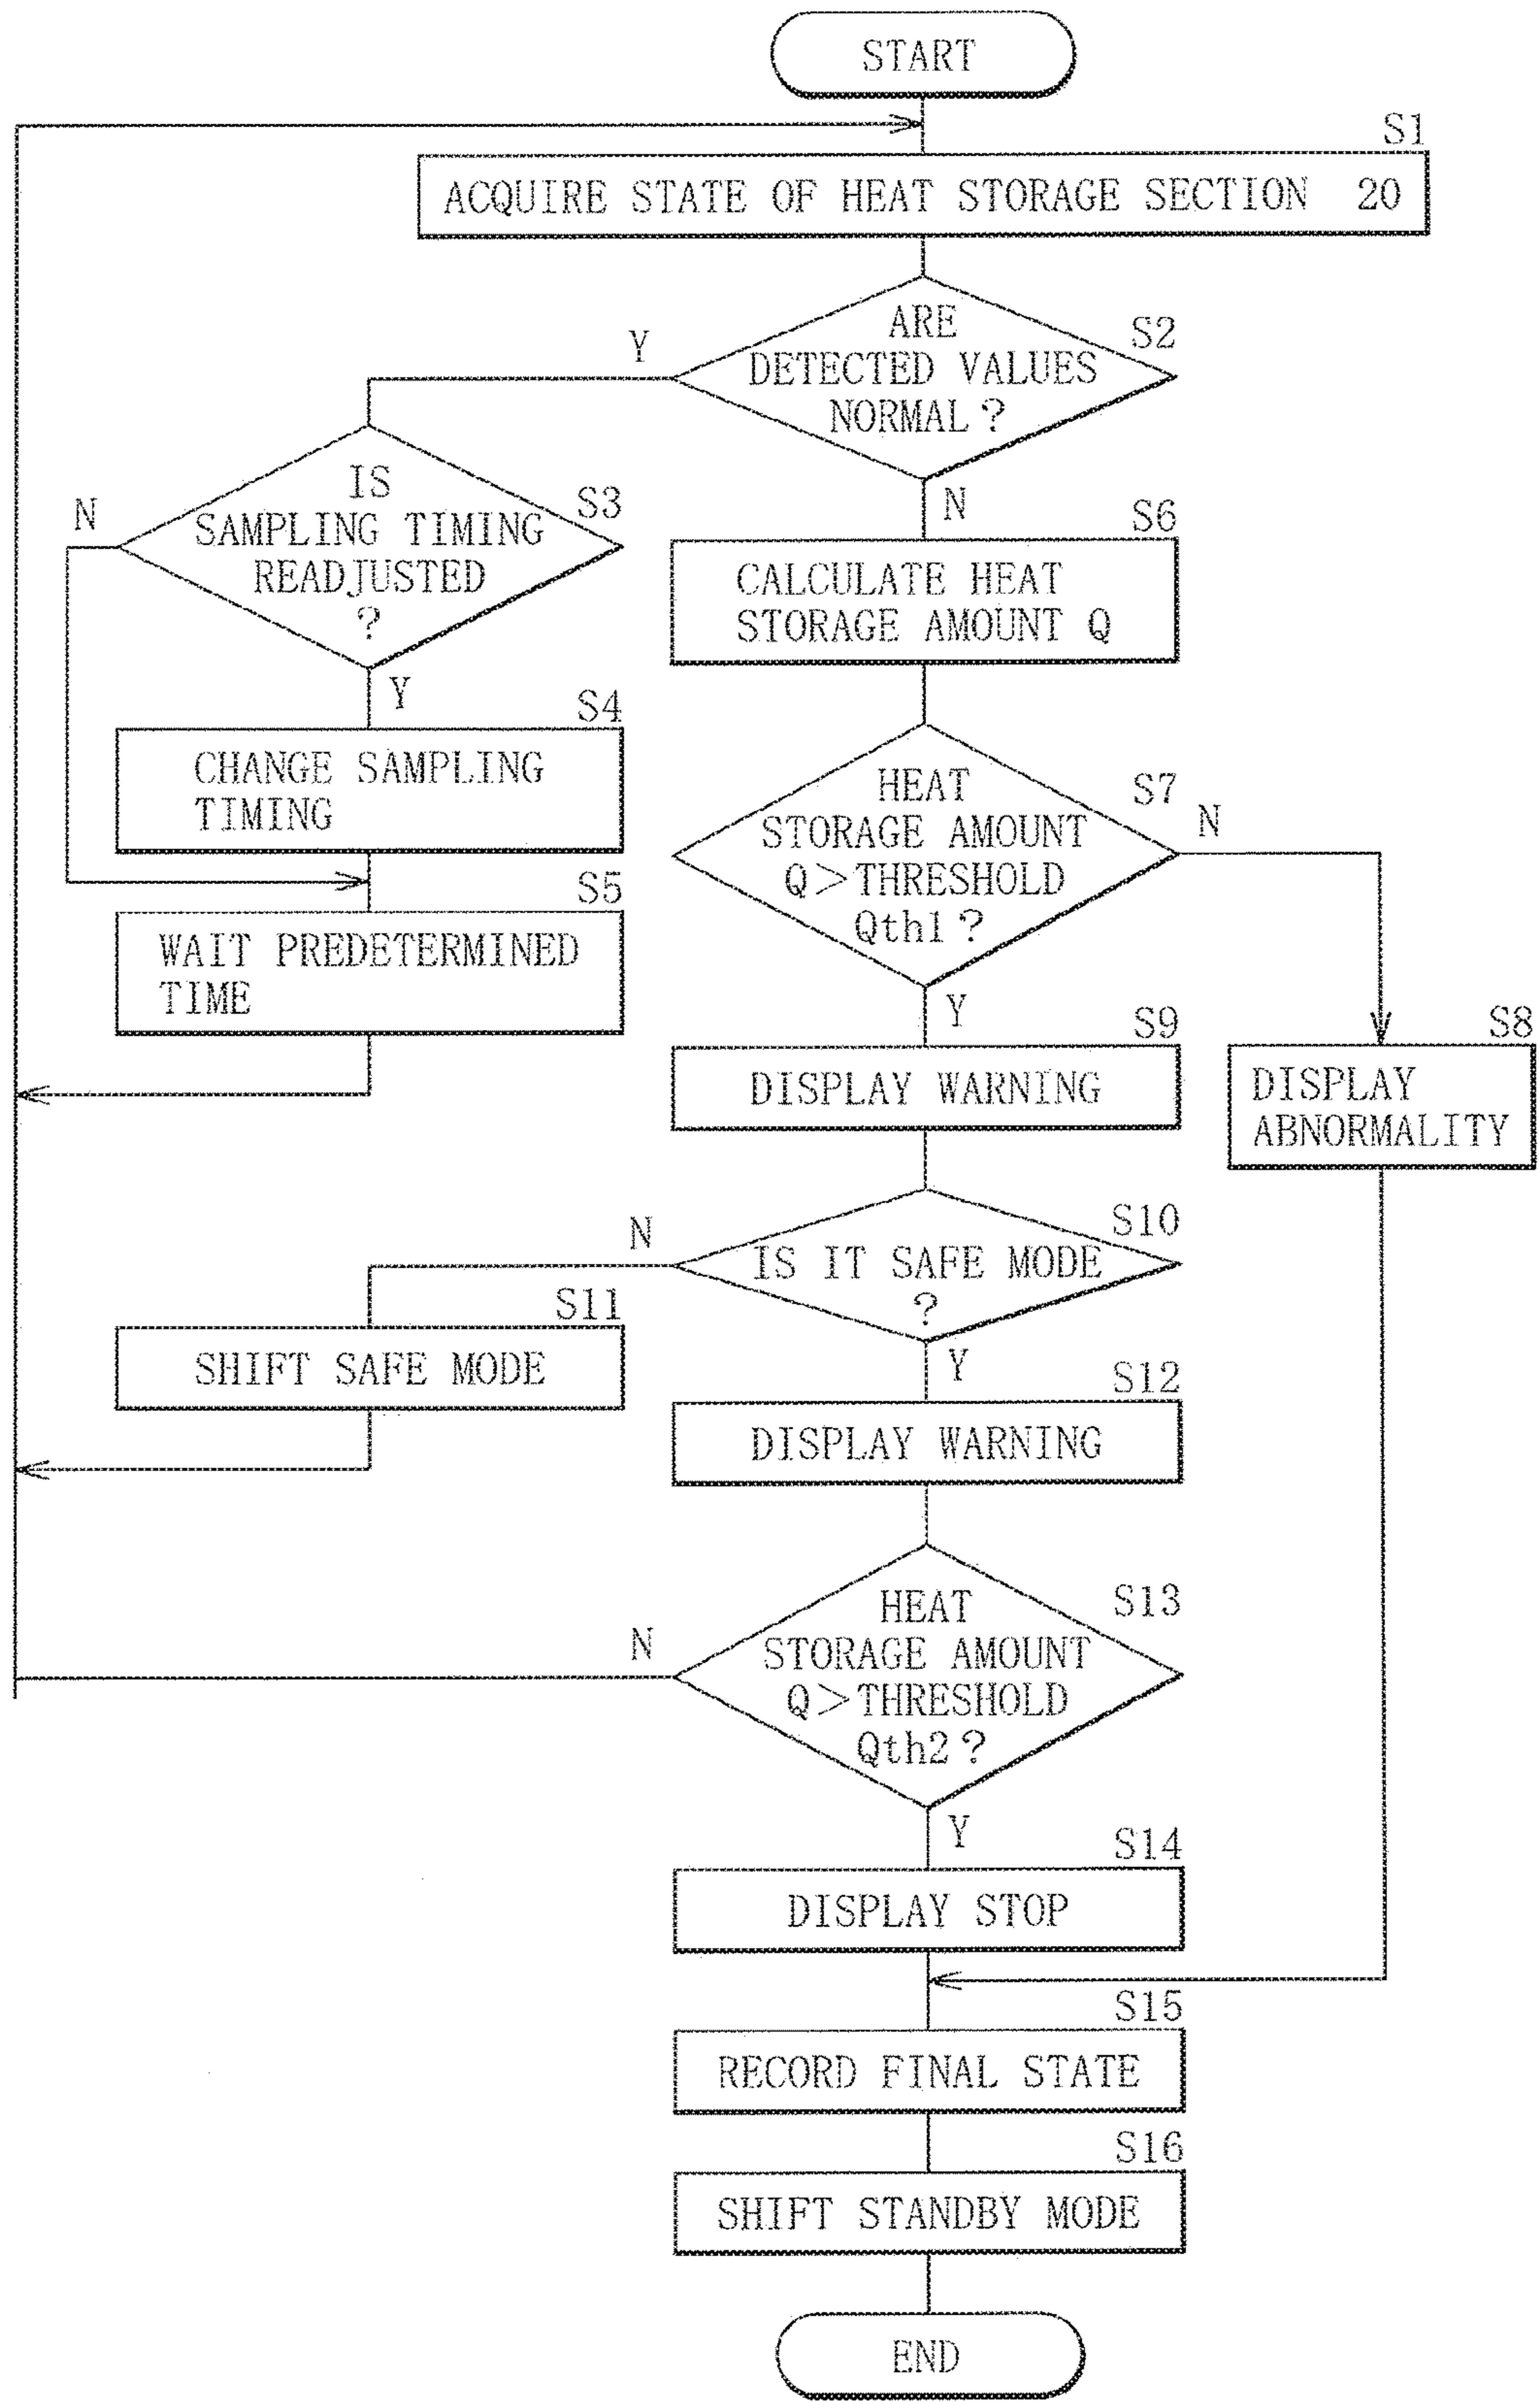 START
S1
ACQUIRE STATE OF HEAT STORAGE SECTION 20
S2
ARE
DETECTED VALUES
NORMAL?
Y
N
S3
IS
SAMPLING TIMING
READJUSTED
?
N
Y
S4
CHANGE SAMPLING
TIMING
S5
WAIT PREDETERMINED
TIME
S6
CALCULATE HEAT
STORAGE AMOUNT Q
S7
HEAT
STORAGE AMOUNT
Q>THRESHOLD
Qth1?
N
Y
S8
DISPLAY
ABNORMALITY
S9
DISPLAY WARNING
S10
IS IT SAFE MODE
?
N
Y
S11
SHIFT SAFE MODE
S12
DISPLAY WARNING
S13
HEAT
STORAGE AMOUNT
Q>THRESHOLD
Qth2?
N
Y
S14
DISPLAY STOP
S15
RECORD FINAL STATE
S16
SHIFT STANDBY MODE
END